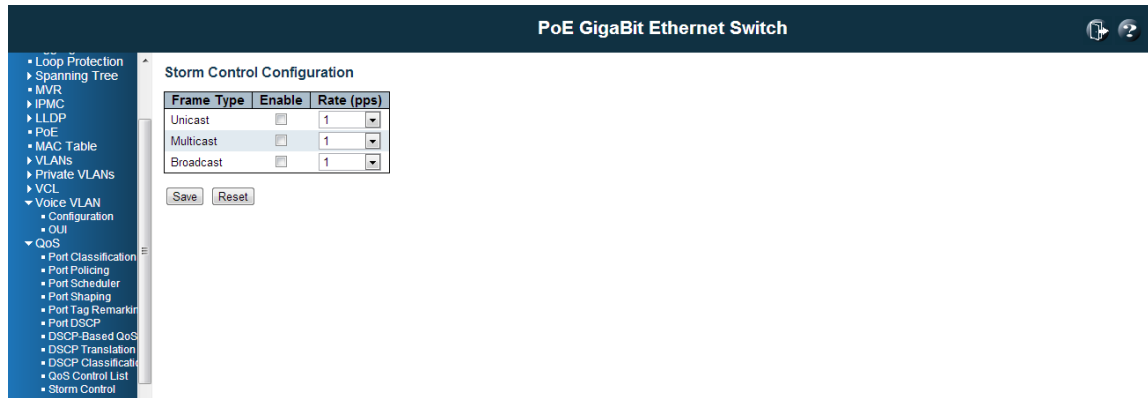 PoE GigaBit Ethernet Switch
Loop Protection
Spanning Tree
MVR
IPMC
LLDP
PoE
MAC Table
VLANs
Private VLANs
VCL
Voice VLAN
Configuration
OUI
QoS
Port Classification
Port Policing
Port Scheduler
Port Shaping
Port Tag Remarkin
Port DSCP
DSCP-Based QoS
DSCP Translation
DSCP Classificatio
QoS Control List
Storm Control
Storm Control Configuration
Frame Type Enable Rate (pps)
Unicast 1
Multicast 1
Broadcast 1
Save Reset